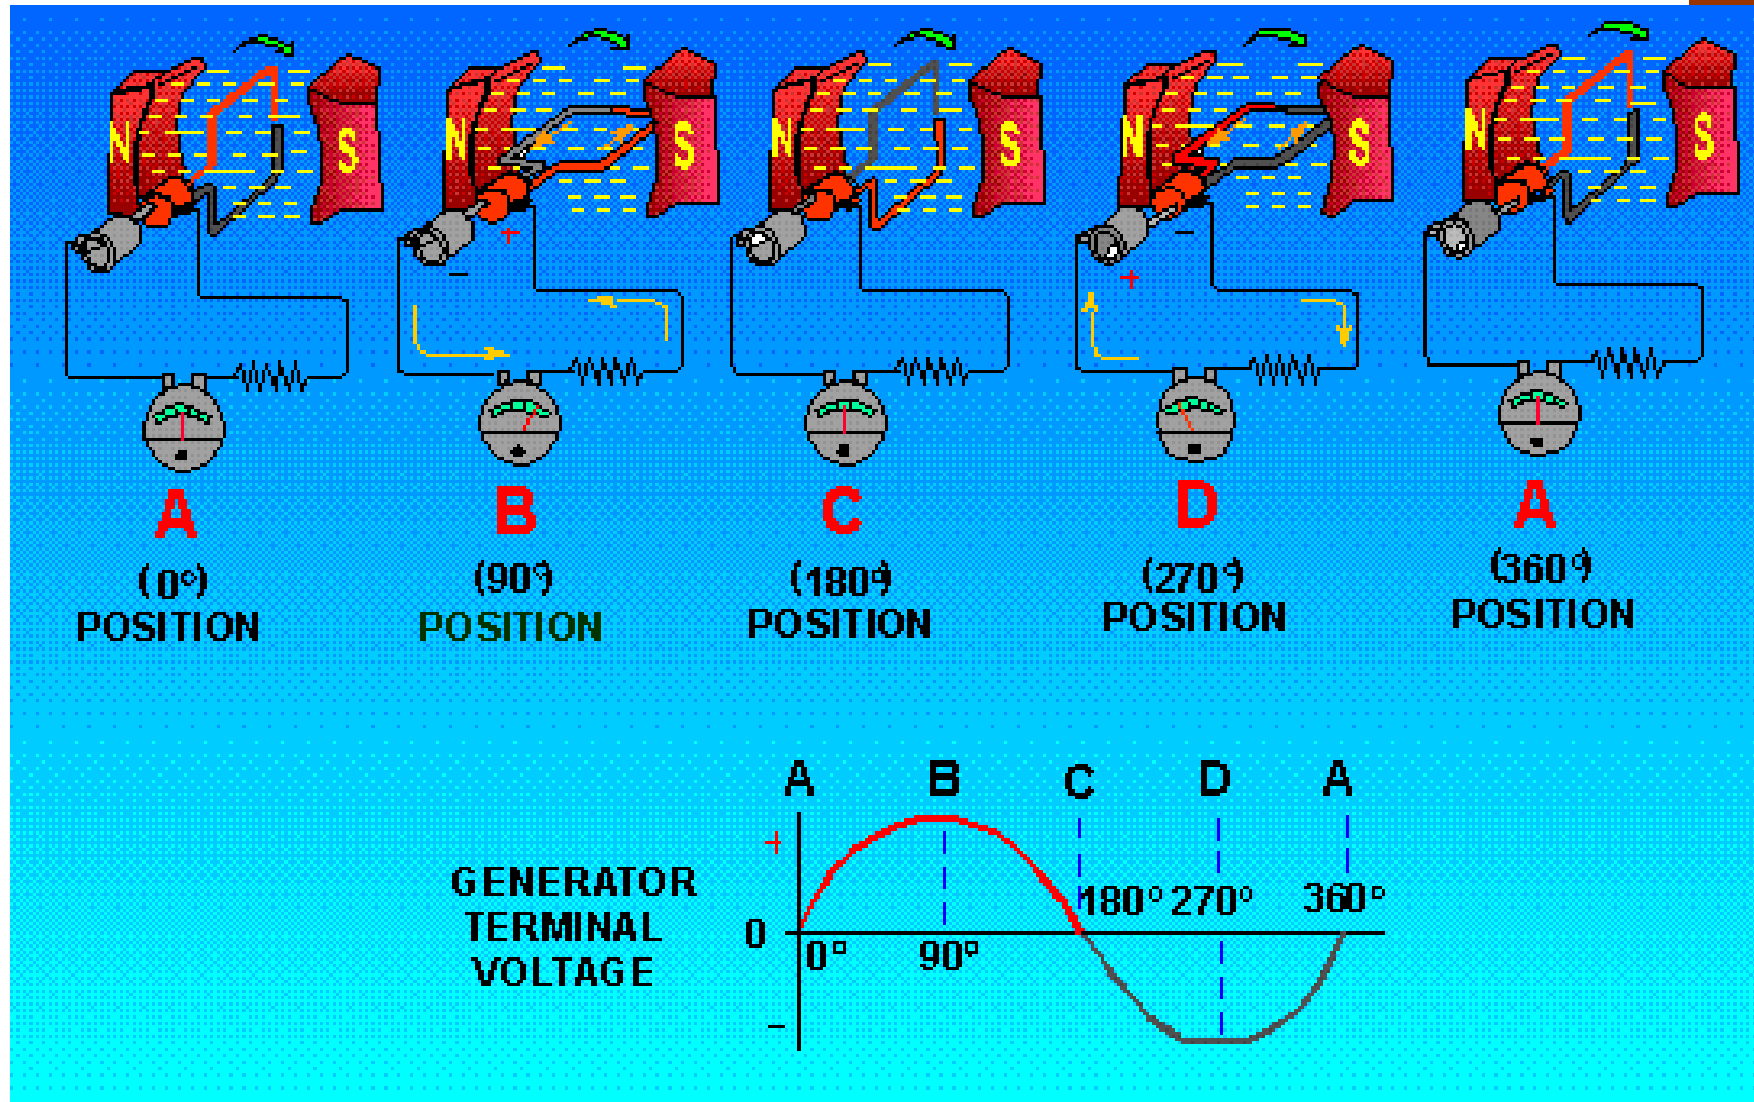 N S N S N S N S N S
+ −
− +
A B C D A
(0°) (90°) (180°) (270°) (360°)
POSITION POSITION POSITION POSITION POSITION
A B C D A
+
GENERATOR
TERMINAL
VOLTAGE
180° 270° 360°
0
0° 90°
−